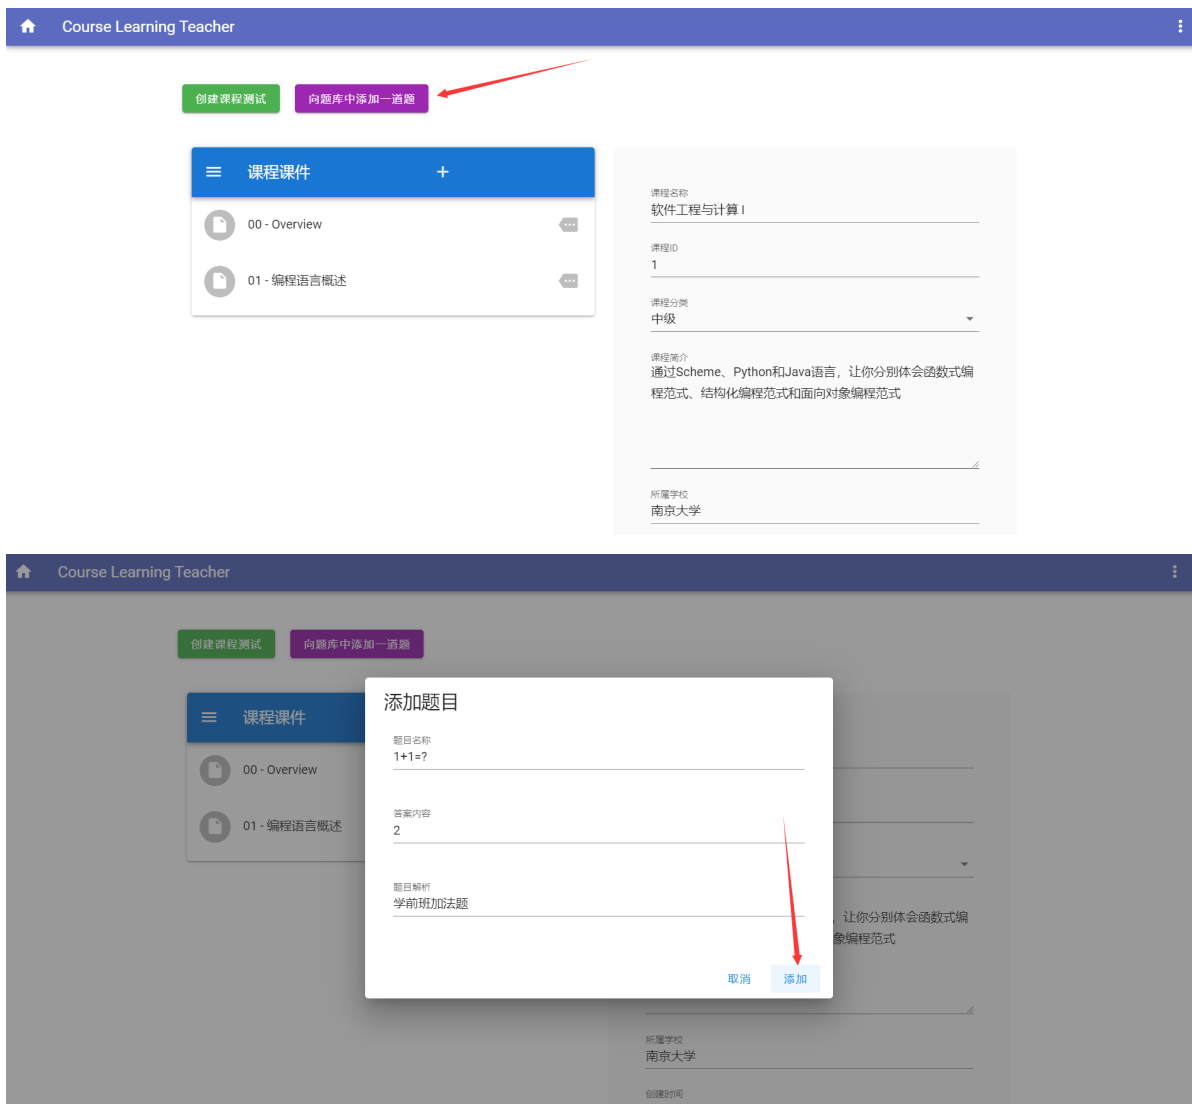 Course Learning Teacher
创建课程测试
向题库中添加一道题
课程课件
00 - Overview
01 - 编程语言概述
课程名称
软件工程与计算 I
课程ID
1
课程分类
中级
课程简介
通过Scheme、Python和Java语言，让你分别体会函数式编
程范式、结构化编程范式和面向对象编程范式
所属学校
南京大学
Course Learning Teacher
创建课程测试
向题库中添加一道题
课程课件
00 - Overview
01 - 编程语言概述
添加题目
题目名称
1+1=?
答案内容
2
题目解析
学前班加法题
取消
添加
，让你分别体会函数式编
象编程范式
所属学校
南京大学
创建时间